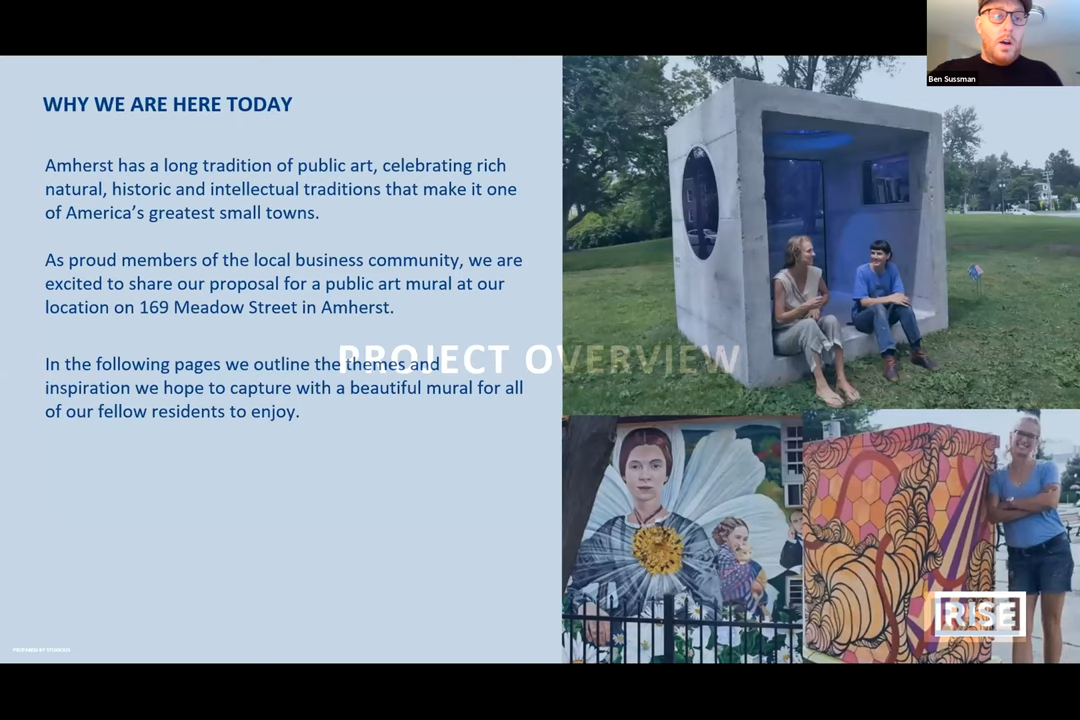 Ben Sussman
WHY WE ARE HERE TODAY
Amherst has a long tradition of public art, celebrating rich
natural, historic and intellectual traditions that make it one
of America’s greatest small towns.
As proud members of the local business community, we are
excited to share our proposal for a public art mural at our
location on 169 Meadow Street in Amherst.
PROJECT OVERVIEW
In the following pages we outline the themes and
inspiration we hope to capture with a beautiful mural for all
of our fellow residents to enjoy.
RISE